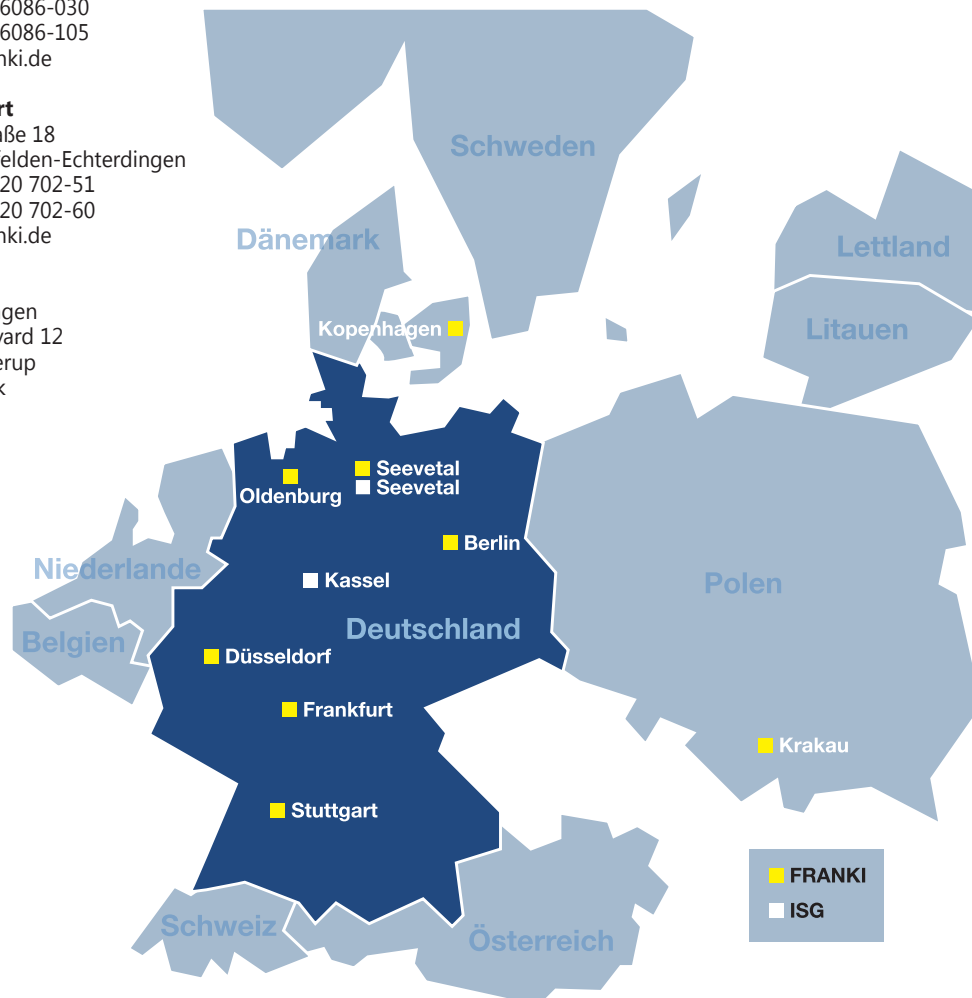 6086-030
6086-105
nki.de
rt
aße 18
elden-Echterdingen
20 702-51
20 702-60
nki.de
gen
vard 12
erup
k
Schweden
Dänemark
Lettland
Kopenhagen
Litauen
Seevetal
Oldenburg
Seevetal
Berlin
Niederlande
Kassel
Polen
Deutschland
Belgien
Düsseldorf
Frankfurt
Krakau
Stuttgart
FRANKI
ISG
Schweiz
Österreich